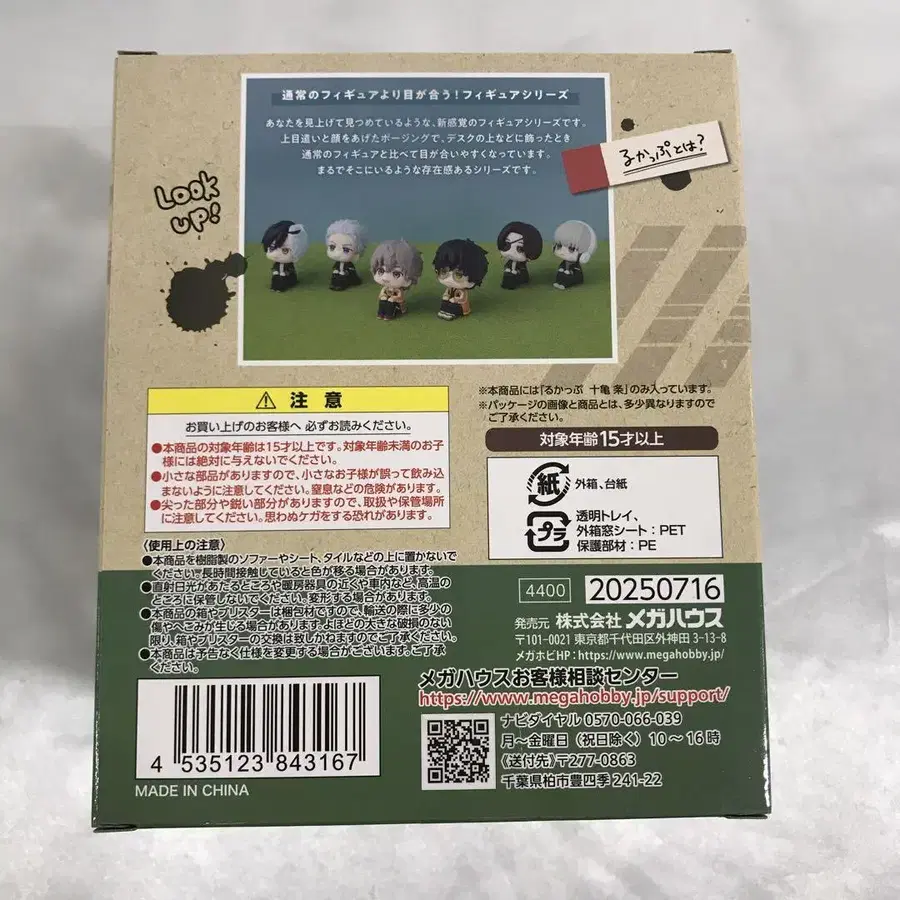 通常のフィギュアより目が合う！フィギュアシリーズ
あなたを見上げて見つめているような、新感覚のフィギュアシリーズです。
上目遣いと顔をあげたポージングで、デスクの上などに飾ったとき
通常のフィギュアと比べて目が合いやすくなっています。
まるでそこにいるような存在感あるシリーズです。
るかっぷとは？
Look
up!
⚠ 注意
お買い上げのお客様へ 必ずお読みください。
●本商品の対象年齢は15才以上です。対象年齢未満のお子
様には絶対に与えないでください。
●小さな部品がありますので、小さなお子様が誤って飲み込
まないように注意してください。窒息などの危険があります。
●尖った部分や鋭い部分がありますので、取扱や保管場所
に注意してください。思わぬケガをする恐れがあります。
〈使用上の注意〉
●本商品を樹脂製のソファーやシート、タイルなどの上に置かないで
ください。長時間接触していると色が移る場合があります。
●直射日光があたるところや暖房器具の近くや車内など、高温の
ところに保管しないでください。変形する場合があります。
●本商品の箱やブリスターは梱包材ですので、輸送の際に多少の
傷やへこみが生じる場合があります。よほどの大きな破損のない
限り、箱やブリスターの交換は致しかねますのでご了承ください。
●本商品は予告なく仕様を変更する場合がございます。ご了承
ください。
4 535123 843167
MADE IN CHINA
※本商品には「るかっぷ 十亀 条」のみ入っています。
※パッケージの画像と商品とは、多少異なりますので
ご了承ください。
対象年齢15才以上
紙 外箱、台紙
プラ 透明トレイ、
外箱窓シート：PET
保護部材：PE
4400 20250716
発売元 株式会社メガハウス
〒101-0021 東京都千代田区外神田 3-13-8
メガホビHP：https://www.megahobby.jp/
メガハウスお客様相談センター
https://www.megahobby.jp/support/
ナビダイヤル 0570-066-039
月〜金曜日（祝日除く）10〜16時
〈送付先〉〒277-0863
千葉県柏市豊四季 241-22